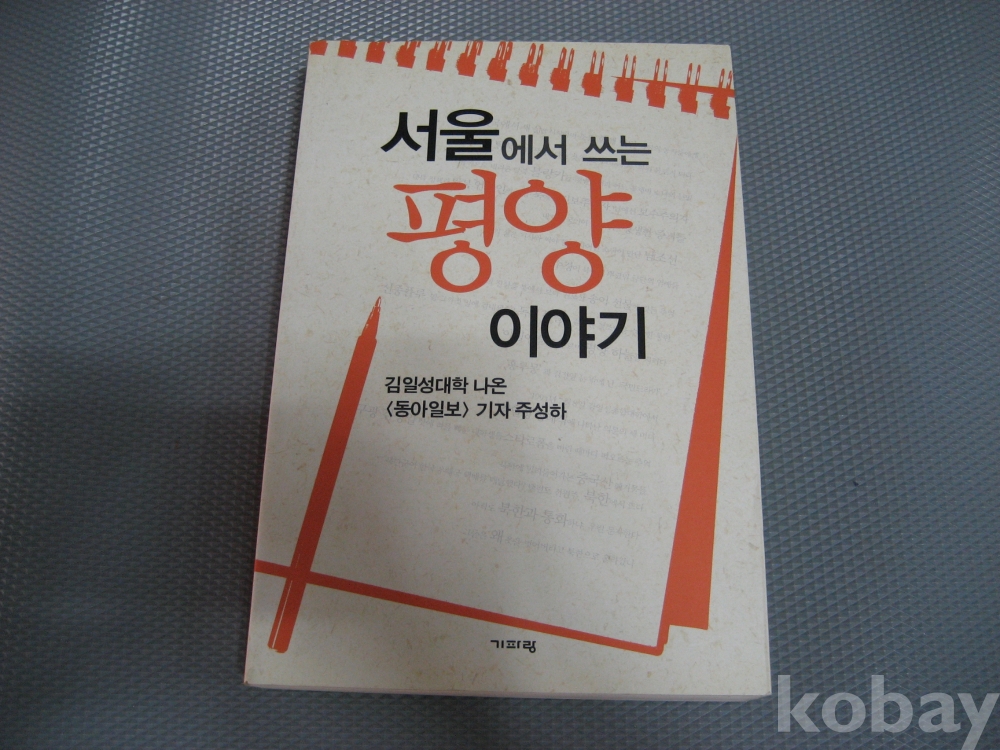 서울에서 쓰는
평양
이야기
김일성대학 나온
〈동아일보〉 기자 주성하
기파랑
kobay